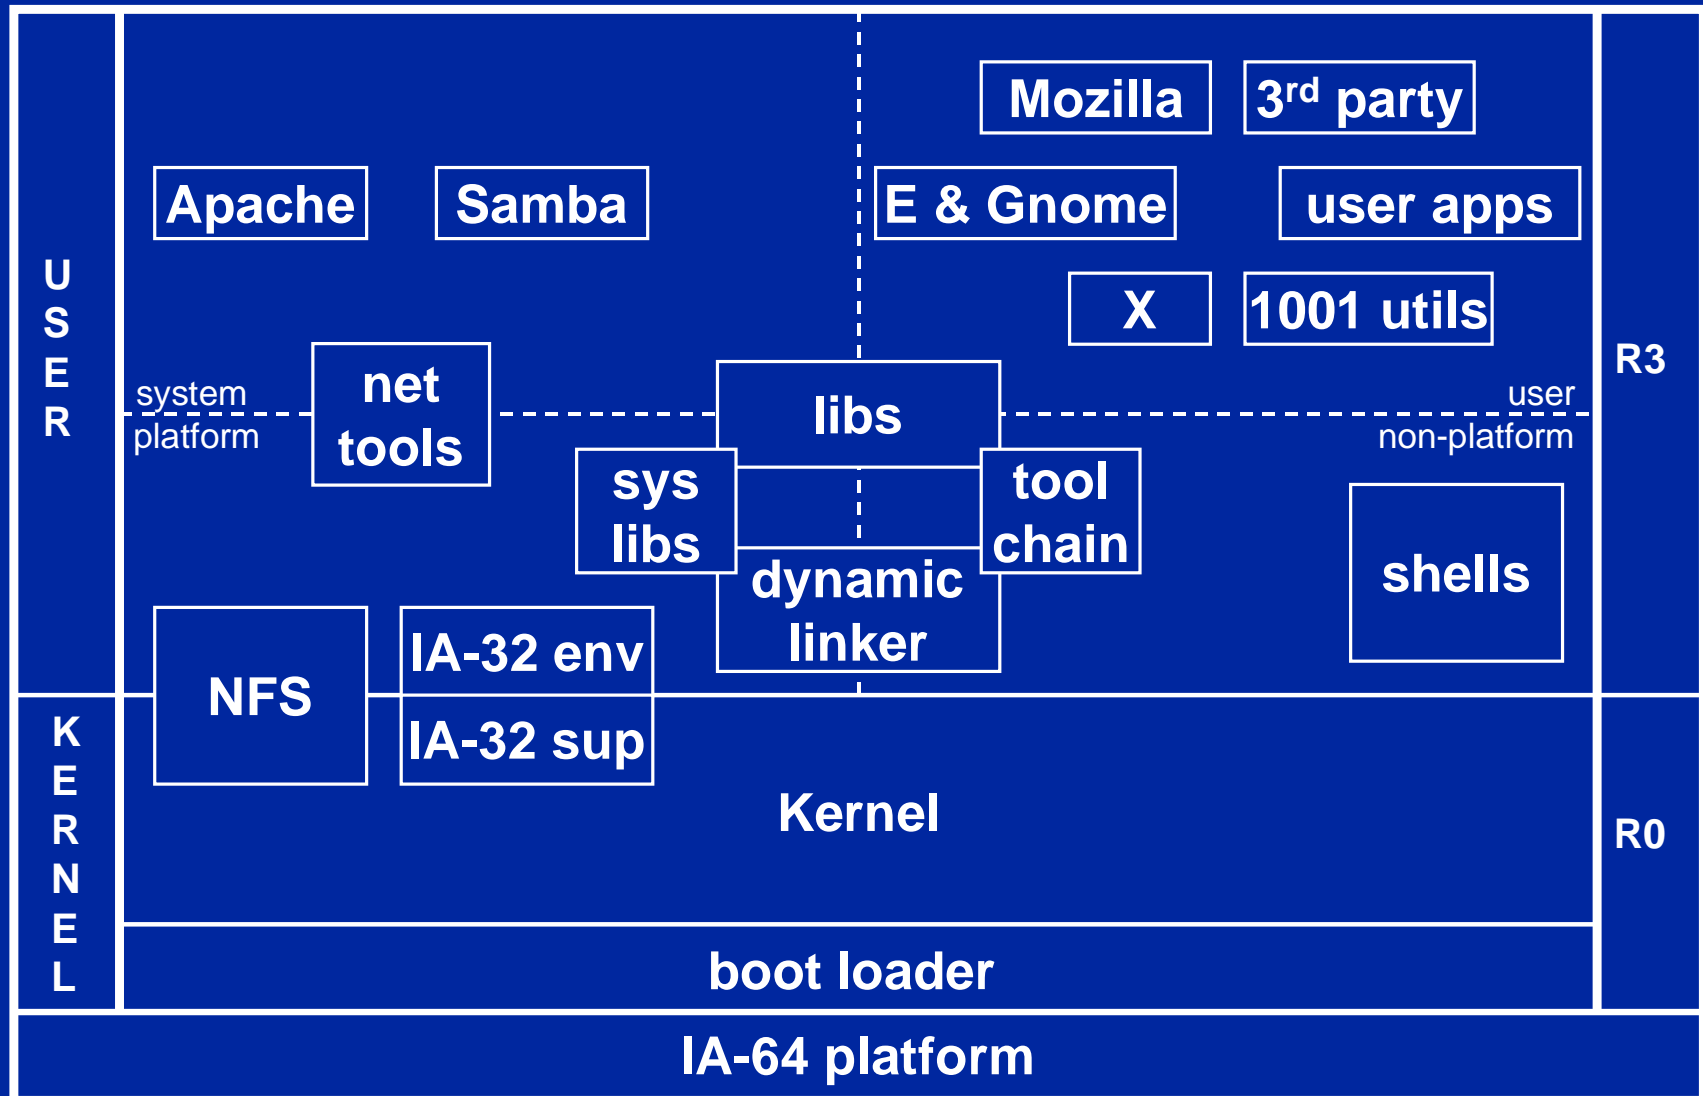 Mozilla
3rd party
Apache
Samba
E & Gnome
user apps
X
1001 utils
USER
R3
net
tools
system
platform
libs
user
non-platform
sys
libs
tool
chain
dynamic
linker
shells
NFS
IA-32 env
IA-32 sup
KERNEL
Kernel
R0
boot loader
IA-64 platform